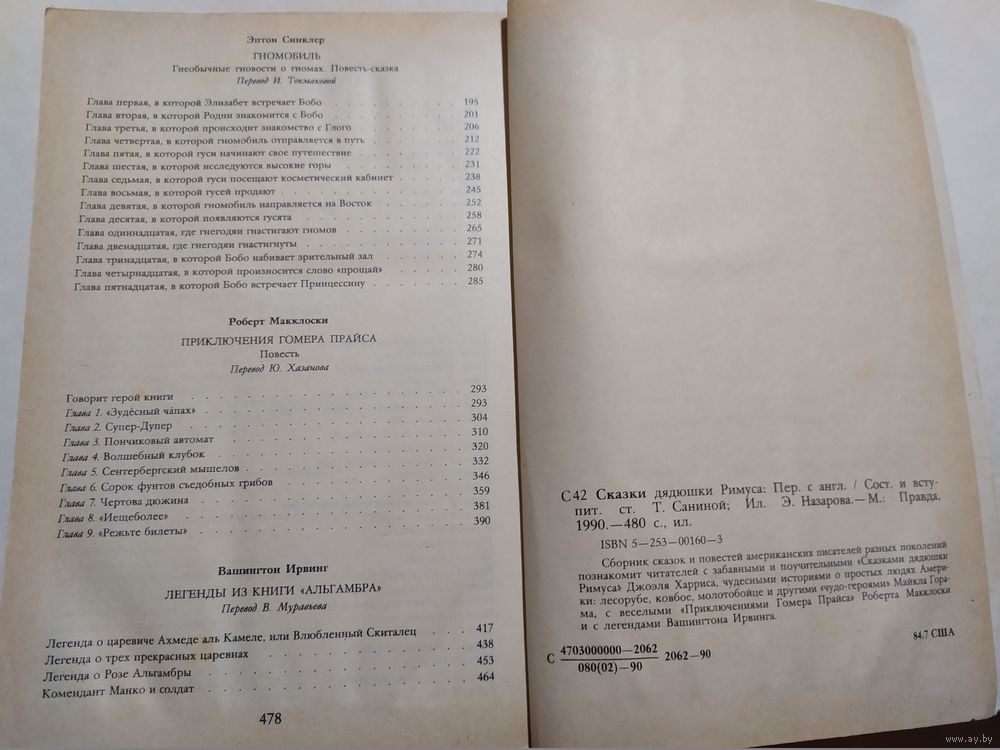 Эптон Синклер
ГНОМОБИЛЬ
Гнеобычные гновости о гномах. Повесть-сказка
Перевод И. Токмаковой
Глава первая, в которой Элизабет встречает Бобо . . . . . . . . . 195
Глава вторая, в которой Родни знакомится с Бобо . . . . . . . . . 201
Глава третья, в которой происходит знакомство с Глого . . . . . . 206
Глава четвертая, в которой гномобиль отправляется в путь . . . . . 212
Глава пятая, в которой гуси начинают свое путешествие . . . . . . 222
Глава шестая, в которой исследуются высокие горы . . . . . . . . 231
Глава седьмая, в которой гуси посещают косметический кабинет . . . 238
Глава восьмая, в которой гусей продают . . . . . . . . . . . . 245
Глава девятая, в которой гномобиль направляется на Восток . . . . . 252
Глава десятая, в которой появляются гусята . . . . . . . . . . . 258
Глава одиннадцатая, где гнегодяи гнастигают гномов . . . . . . . . 265
Глава двенадцатая, где гнегодяи гнастигнуты . . . . . . . . . . 271
Глава тринадцатая, в которой Бобо набивает зрительный зал . . . . . 274
Глава четырнадцатая, в которой произносится слово «прощай» . . . . 280
Глава пятнадцатая, в которой Бобо встречает Принцессину . . . . . 285
Роберт Макклоски
ПРИКЛЮЧЕНИЯ ГОМЕРА ПРАЙСА
Повесть
Перевод Ю. Хазанова
Говорит герой книги . . . . . . . . . . . . . . . . . 293
Глава 1. «Зуде́сный ча́пах» . . . . . . . . . . . . . . . 293
Глава 2. Супер-Дупер . . . . . . . . . . . . . . . . . 304
Глава 3. Пончиковый автомат . . . . . . . . . . . . . . 310
Глава 4. Волшебный клубок . . . . . . . . . . . . . . . 320
Глава 5. Сентербергский мышелов . . . . . . . . . . . . . 332
Глава 6. Сорок фунтов съедобных грибов . . . . . . . . . . 346
Глава 7. Чертова дюжина . . . . . . . . . . . . . . . . 359
Глава 8. «Иещеболее» . . . . . . . . . . . . . . . . . 381
Глава 9. «Режьте билеты» . . . . . . . . . . . . . . . . 390
Вашингтон Ирвинг
ЛЕГЕНДЫ ИЗ КНИГИ «АЛЬГАМБРА»
Перевод В. Муравьева
Легенда о царевиче Ахмеде аль Камеле, или Влюбленный Скиталец . . . 417
Легенда о трех прекрасных царевнах . . . . . . . . . . . . 438
Легенда о Розе Альгамбры . . . . . . . . . . . . . . . 453
Комендант Манко и солдат . . . . . . . . . . . . . . . 464
478
С 42 Сказки дядюшки Римуса: Пер. с англ. / Сост. и всту-
пит. ст. Т. Саниной; Ил. Э. Назарова.— М.: Правда,
1990.—480 с., ил.
ISBN 5—253—00160—3
Сборник сказок и повестей американских писателей разных поколений
познакомит читателей с забавными и поучительными «Сказками дядюшки
Римуса» Джоэля Харриса, чудесными историями о простых людях Амери-
ки: лесорубе, ковбое, молотобойце и другими «чудо-героями» Майкла Гора-
ма, с веселыми «Приключениями Гомера Прайса» Роберта Макклоски
и с легендами Вашингтона Ирвинга.
84.7 США
С 4703000000—2062
080(02)—90
2062—90
www.ay.by